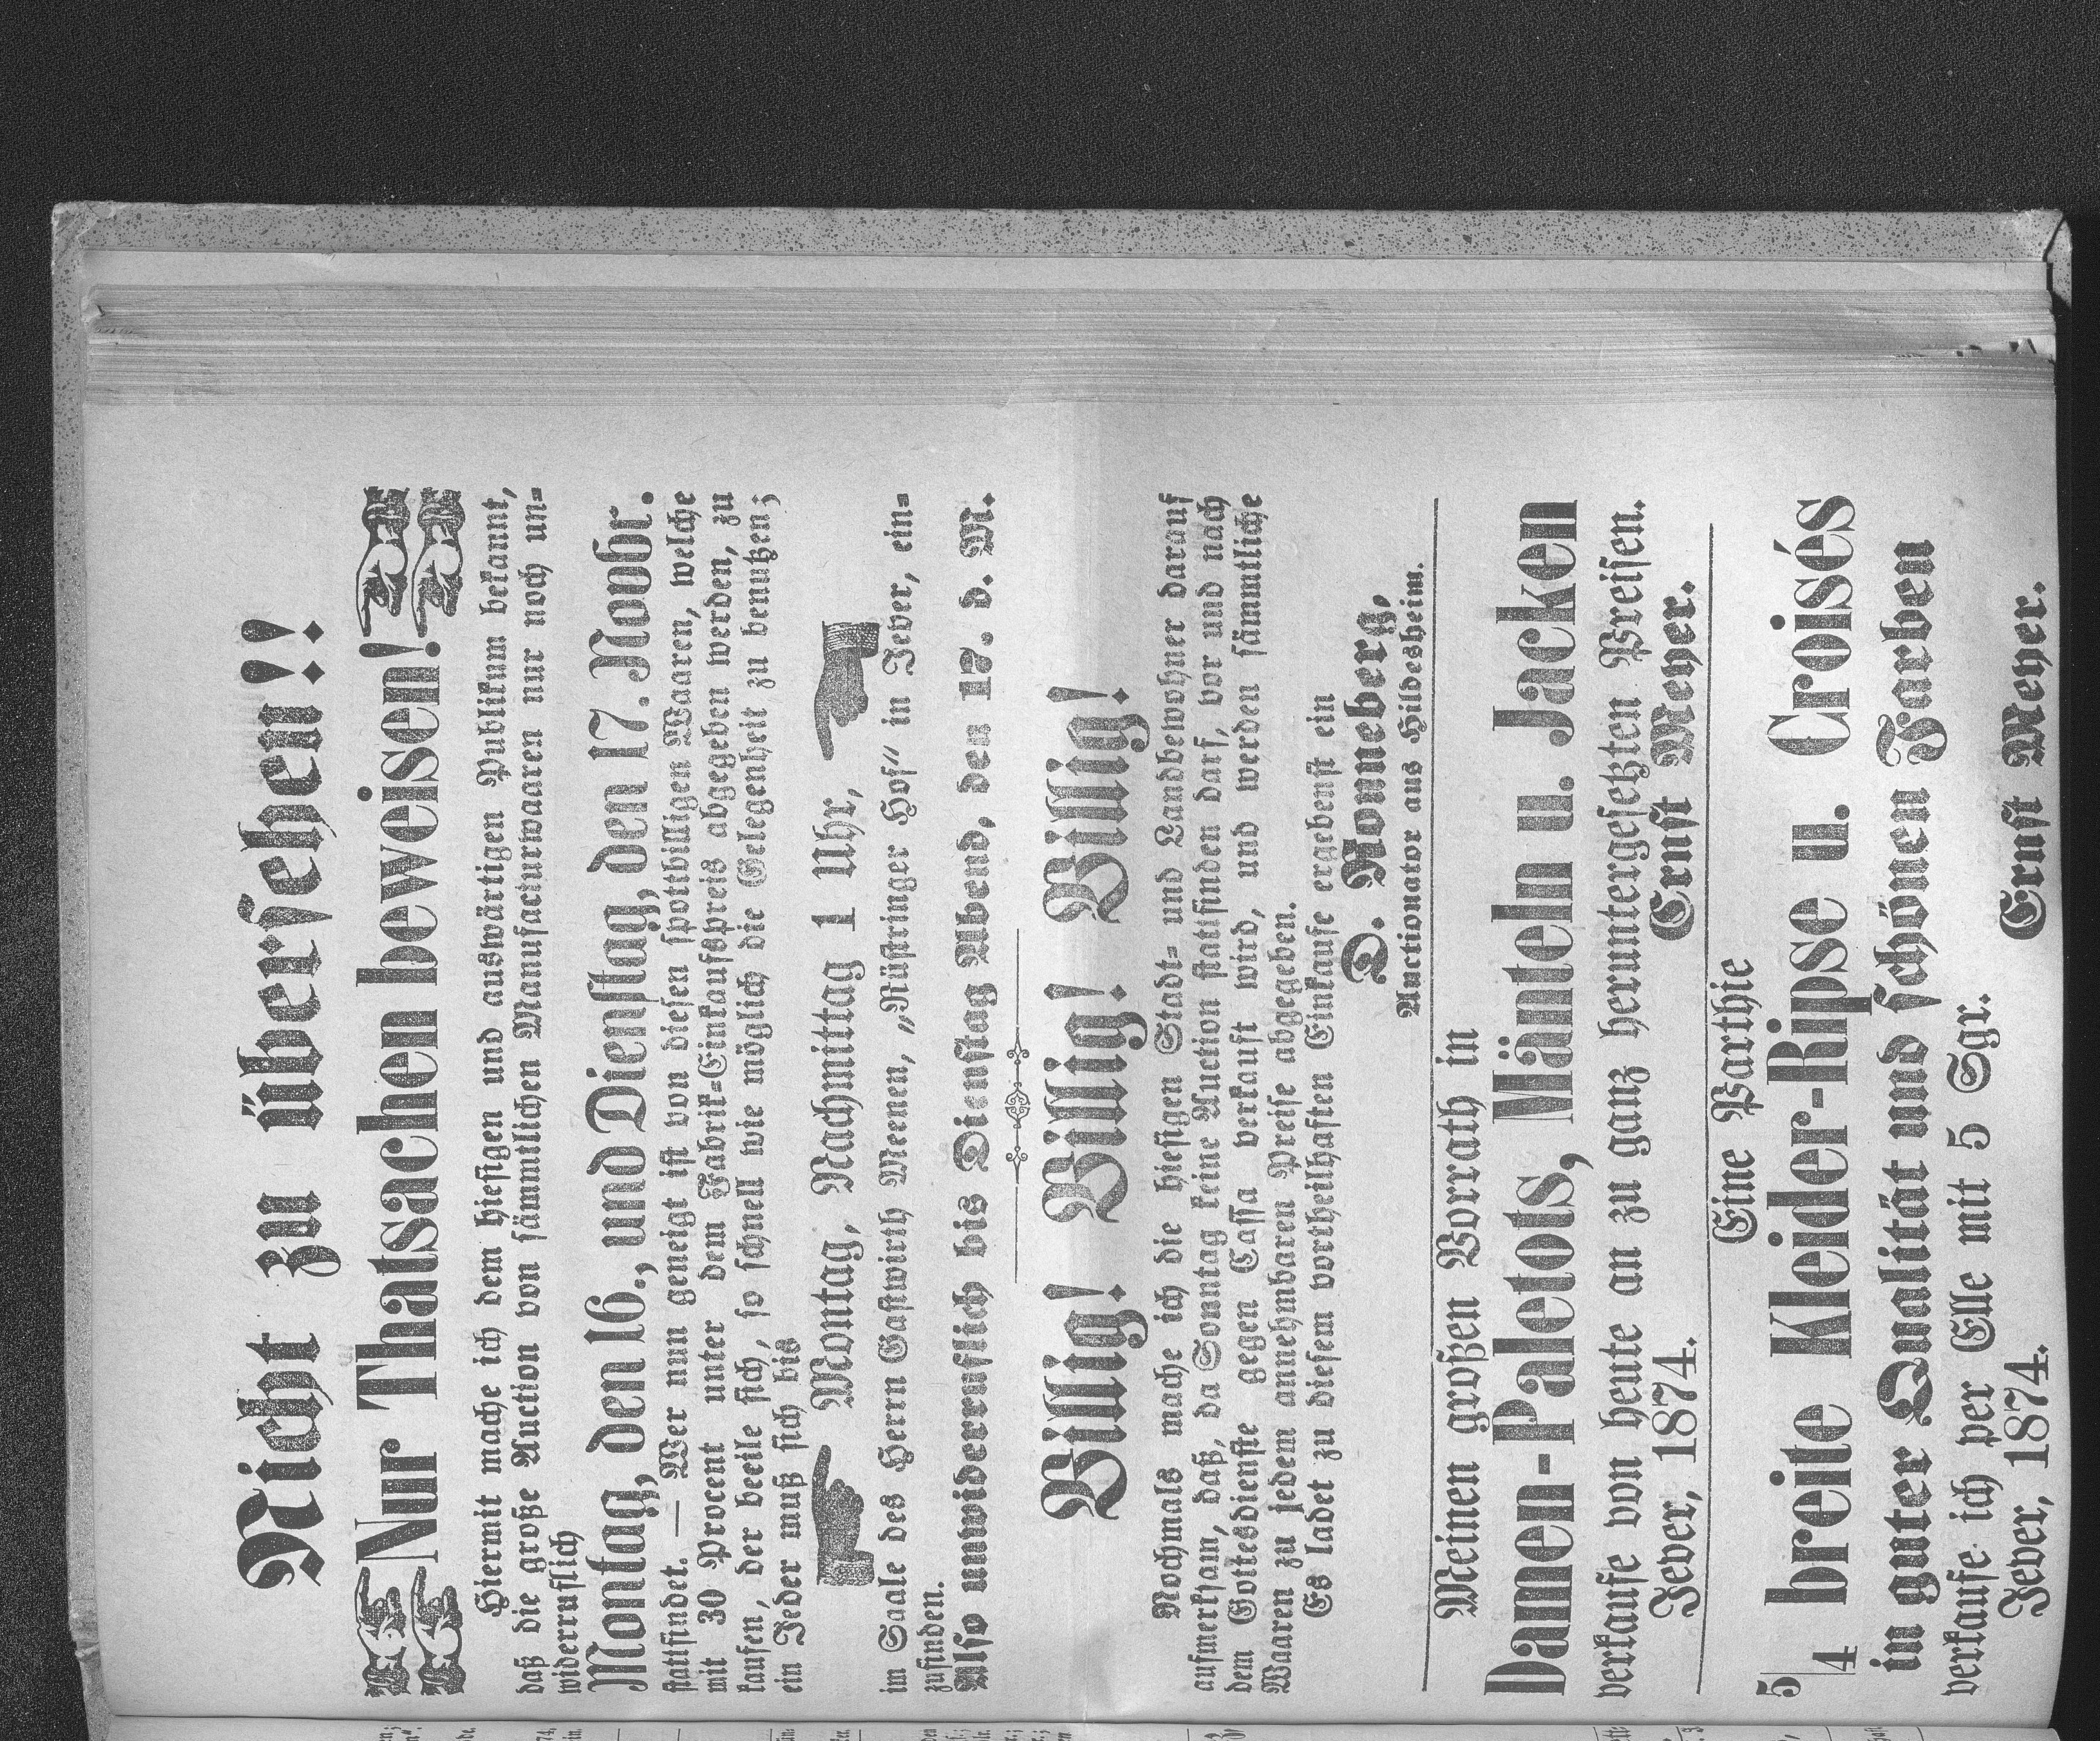 Nicht zu übersehen!!
Nur Thatsachen beweisen!
Hiermit mache ich dem hiesigen und auswärtigen Publikum bekannt,
daß die große Auction von sämmtlichen Manufacturwaaren nur noch un-
widerruflich
Montag, den 16., und Dienstag, den 17. Novbr.
stattfindet. — Wer nun geneigt ist von diesen spottbilligen Waaren, welche
mit 30 Procent unter dem Fabrik-Einkaufspreis abgegeben werden, zu
kaufen, der beeile sich, so schnell wie möglich die Gelegenheit zu benutzen;
ein Jeder muß sich bis
Montag, Nachmittag 1 Uhr,
im Saale des Herrn Gastwirth Meenen, „Rüstringer Hof“ in Jever, ein-
zufinden.
Also unwiderruflich bis Dienstag Abend, den 17. d. M.
Billig! Billig! Billig!
Nochmals mache ich die hiesigen Stadt- und Landbewohner darauf
aufmerksam, daß, da Sonntag keine Auction stattfinden darf, vor und nach
dem Gottesdienste gegen Cassa verkauft wird, und werden sämmtliche
Waaren zu jedem annehmbaren Preise abgegeben.
Es ladet zu diesem vortheilhaften Einkaufe ergebenst ein
D. Ronneberg,
Auctionator aus Hildesheim.
Meinen großen Vorrath in
Damen-Paletots, Mänteln u. Jacken
verkaufe von heute an zu ganz heruntergesetzten Preisen.
Jever, 1874. Ernst Meyer.
Eine Parthie
5/4 breite Kleider-Ripse u. Croisés
in guter Qualität und schönen Farben
verkaufe ich per Elle mit 5 Sgr.
Jever, 1874. Ernst Meyer.